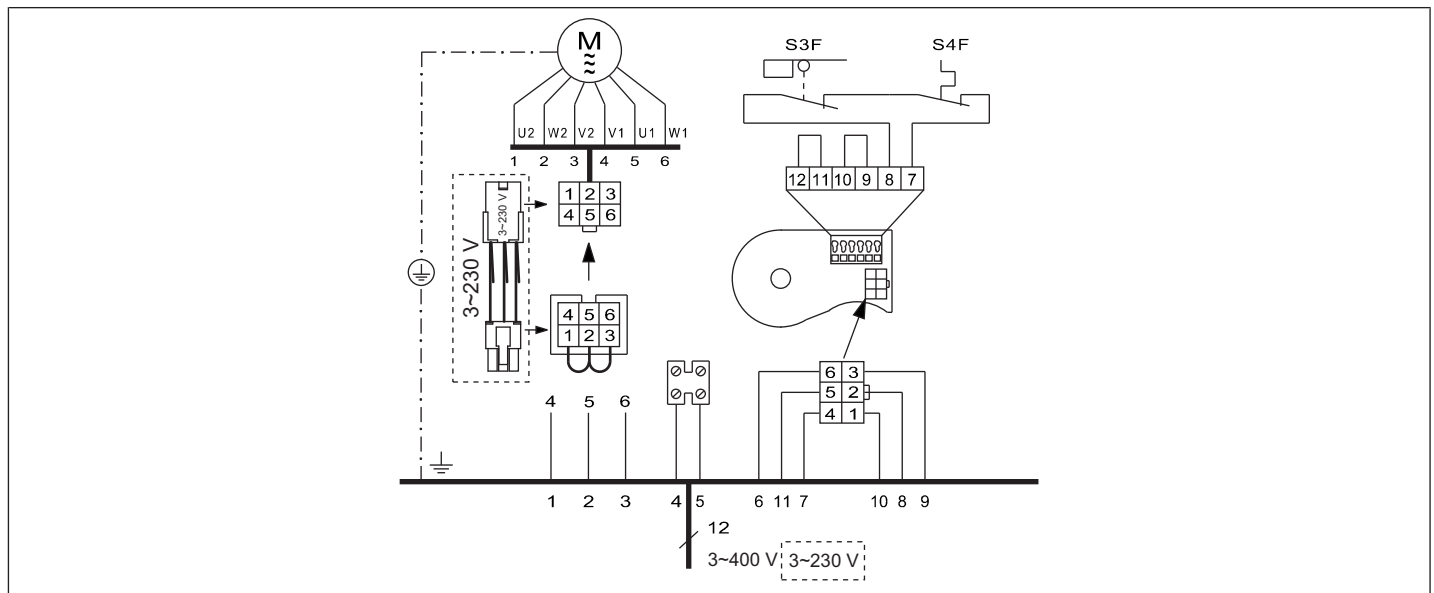 M
S3F S4F
U2 W2 V2 V1 U1 W1
1 2 3 4 5 6
12 11 10 9 8 7
3~230 V
3~230 V
1 2 3
4 5 6
4 5 6
1 2 3
6 3
5 2
4 1
4 5 6
1 2 3 4 5 6 11 7 10 8 9
12
3~400 V 3~230 V